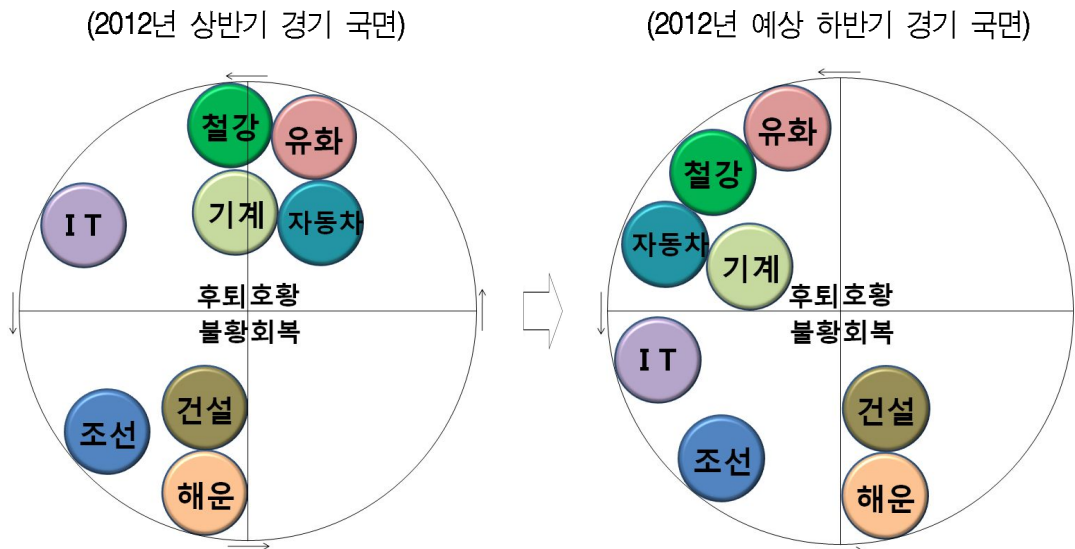 (2012년 상반기 경기 국면)
철강
유화
IT
기계
자동차
후퇴 호황
불황 회복
건설
조선
해운
(2012년 예상 하반기 경기 국면)
유화
철강
자동차
기계
후퇴 호황
불황 회복
IT
건설
조선
해운